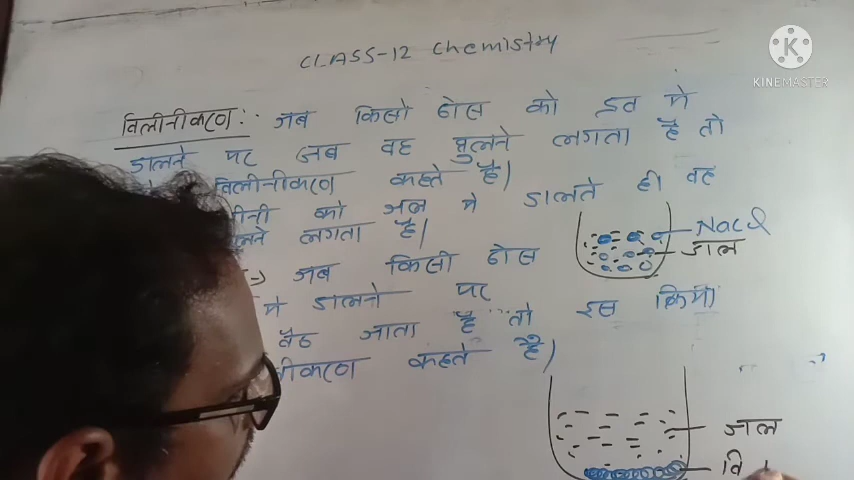 CLASS-12 Chemistry
K
KINEMASTER
विलीनीकरण :- जब किसी ठोस को द्रव मे
डालने पर जब वह घुलने लगता है तो
विलीनीकरण कहते है।
को जल मे डालते ही वह
लगता है।
NaCl
जल
जब किसी ठोस
मे डालने पर
बैठ जाता है तो इस क्रिया
कहते है।
जल
वि